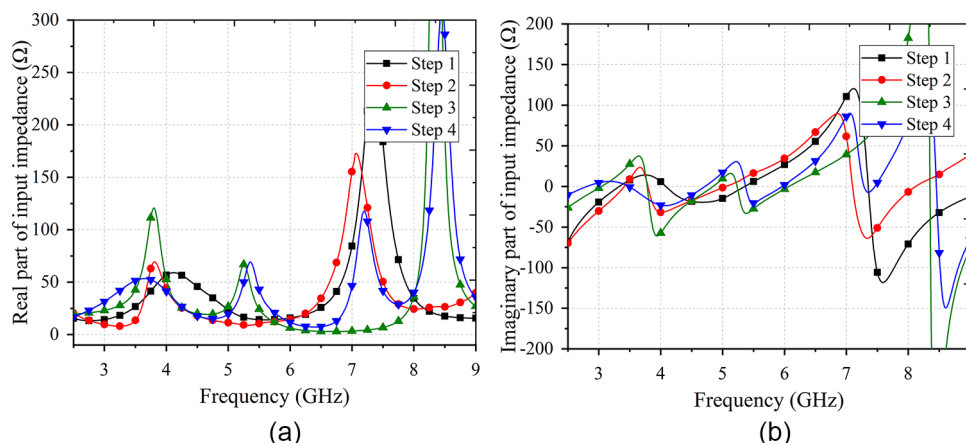 Real part of input impedance (Ω)
300
250
200
150
100
50
0
3
4
5
6
7
8
9
Frequency (GHz)
Step 1
Step 2
Step 3
Step 4
(a)
Imaginary part of input impedance (Ω)
200
150
100
50
0
-50
-100
-150
-200
3
4
5
6
7
8
Frequency (GHz)
Step 1
Step 2
Step 3
Step 4
(b)